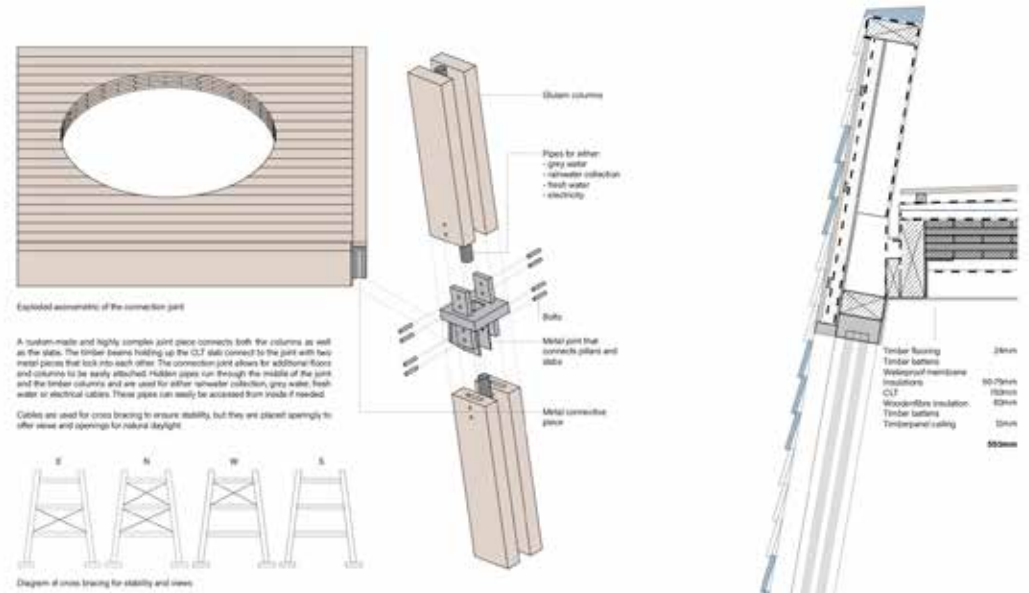 Exploded axonometric of the connection joint
A custom-made and highly complex joint piece connects both the columns as well
as the slabs. The timber beams holding up the CLT slab connect to the joint with two
metal pieces that lock into each other. The connection joint allows for additional floors
and columns to be easily attached. Hidden pipes run through the middle of the joint
and the timber columns and are used for either rainwater collection, grey water, fresh
water or electrical cables. These pipes can easily be accessed from inside if needed.
Cables are used for cross bracing to ensure stability, but they are placed sparingly to
offer views and openings for natural daylight.
E N W S
Diagram of cross bracing for stability and views
Glulam columns
Pipes for either:
- grey water
- rainwater collection
- fresh water
- electricity
Bolts
Metal joint that
connects pillars and
slabs
Metal connective
piece
Timber flooring
Timber battens
Waterproof membrane
Insulations
CLT
Woodenfibre insulation
Timber battens
Timberpanel ceiling